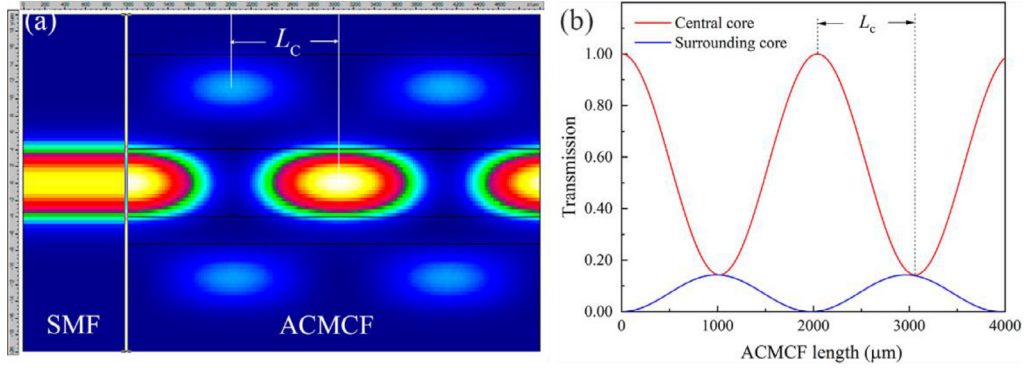 (a)
L_C
SMF
ACMCF
(b)
Central core
Surrounding core
L_c
1.00
0.80
0.60
0.40
0.20
0.00
Transmission
0 1000 2000 3000 4000
ACMCF length (μm)